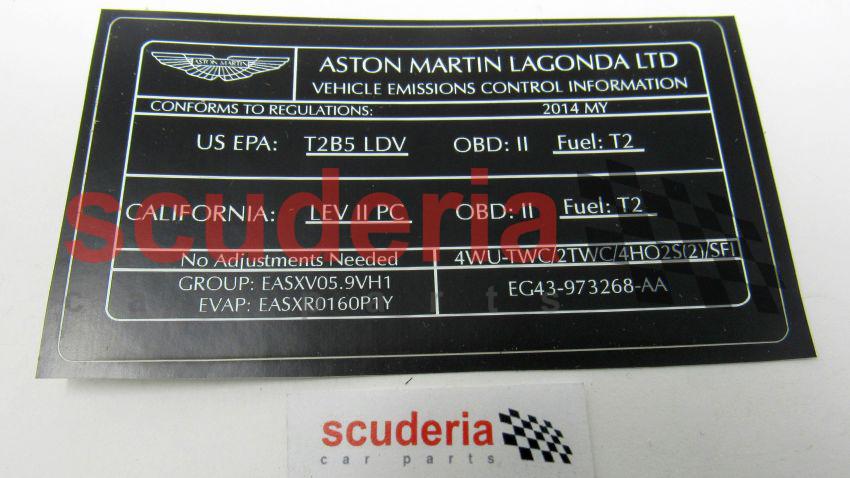 ASTON MARTIN
ASTON MARTIN LAGONDA LTD
VEHICLE EMISSIONS CONTROL INFORMATION
CONFORMS TO REGULATIONS: 2014 MY
US EPA: T2B5 LDV OBD: II Fuel: T2
CALIFORNIA: LEV II PC OBD: II Fuel: T2
No Adjustments Needed 4WU-TWC/2TWC/4HO2S(2)/SFI
GROUP: EASXV05.9VH1
EVAP: EASXR0160P1Y
EG43-973268-AA
scuderia
car parts
scuderia
car parts